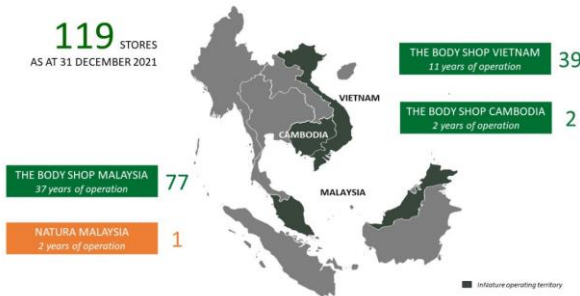 119 STORES
AS AT 31 DECEMBER 2021
THE BODY SHOP VIETNAM
11 years of operation
39
VIETNAM
THE BODY SHOP CAMBODIA
2 years of operation
2
CAMBODIA
THE BODY SHOP MALAYSIA
37 years of operation
77
MALAYSIA
NATURA MALAYSIA
2 years of operation
1
InNature operating territory